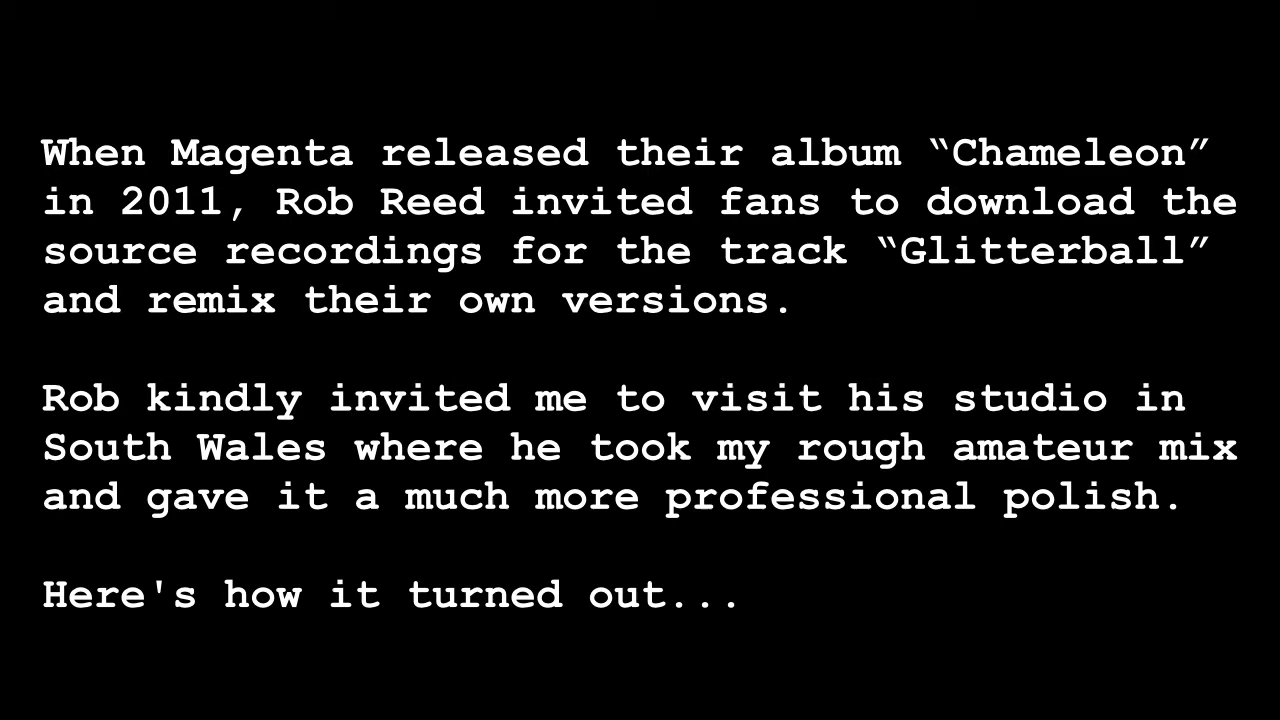 When Magenta released their album “Chameleon”
in 2011, Rob Reed invited fans to download the
source recordings for the track “Glitterball”
and remix their own versions.
Rob kindly invited me to visit his studio in
South Wales where he took my rough amateur mix
and gave it a much more professional polish.
Here's how it turned out...